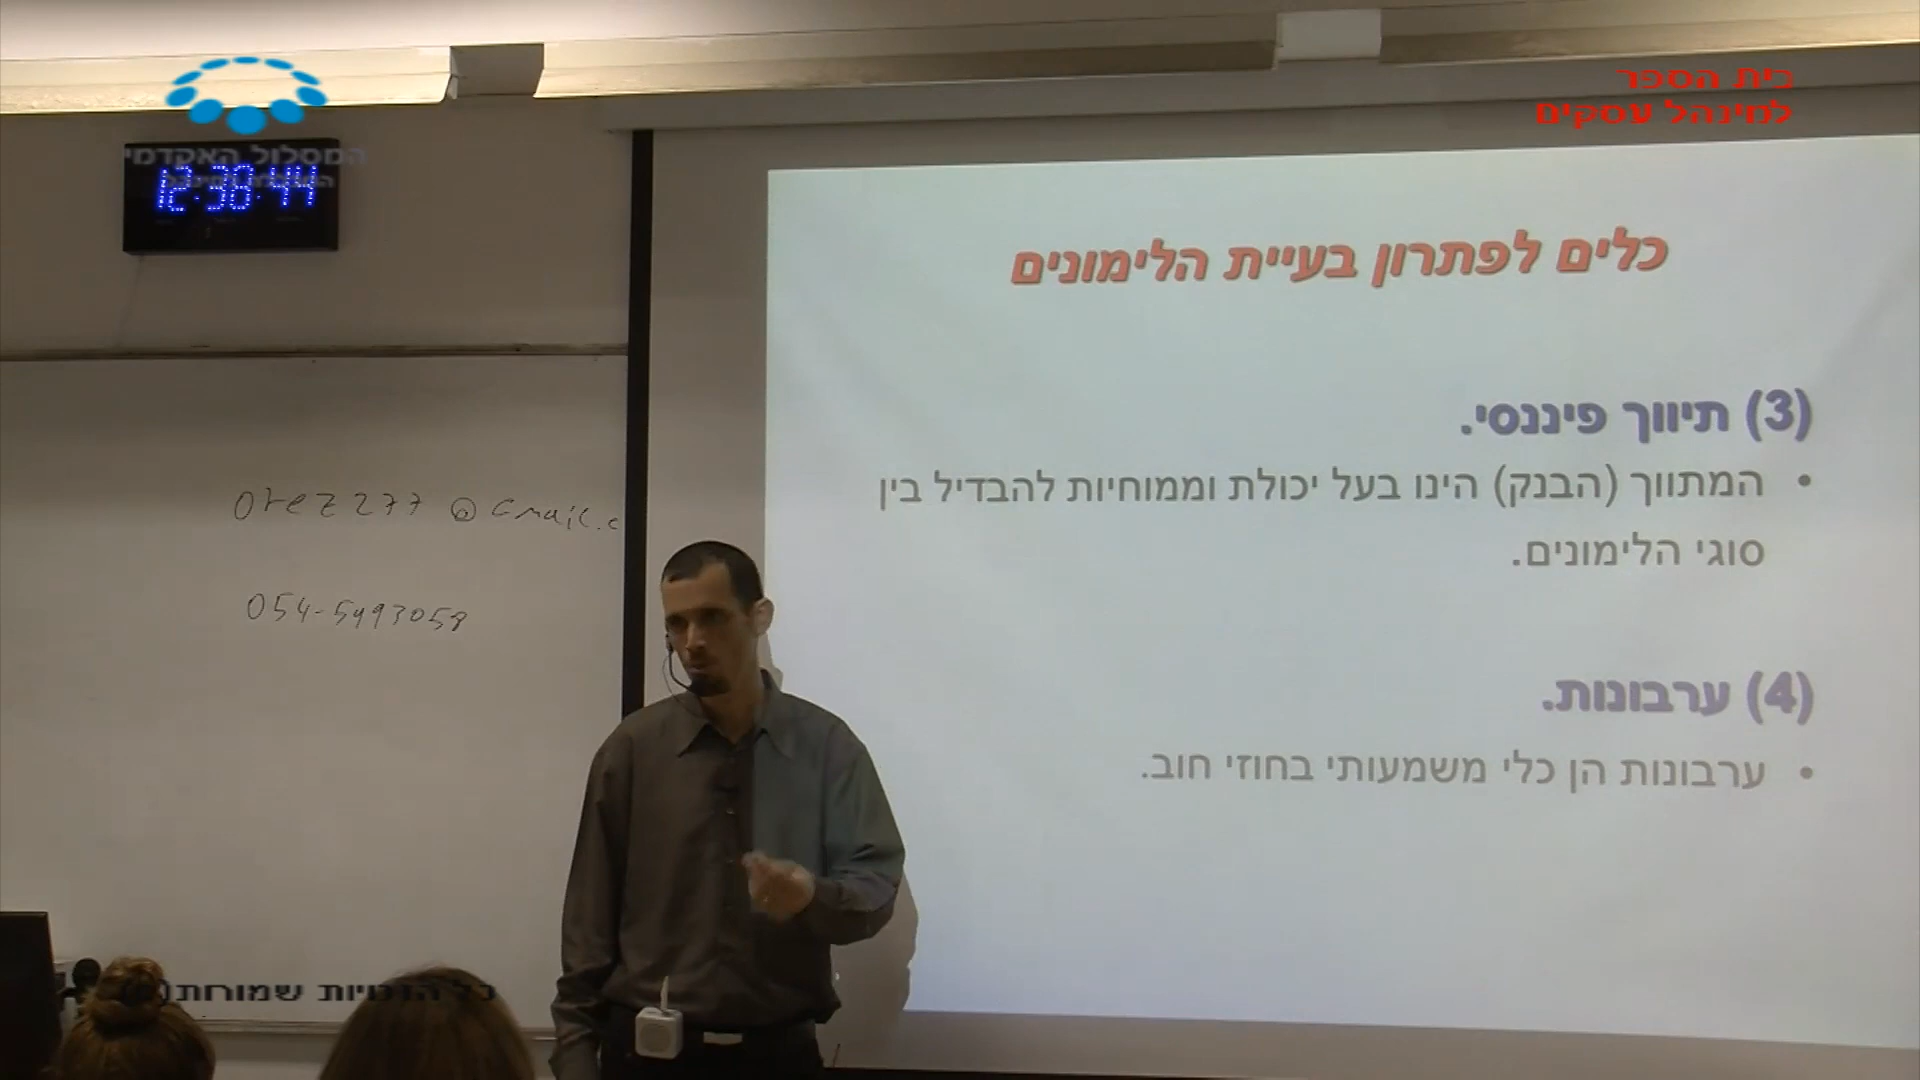 המסלול האקדמי
בית הספר
למינהל עסקים
12:38:44
כלים לפתרון בעיית הלימונים
(3) תיווך פיננסי.
• המתווך (הבנק) הינו בעל יכולת וממוחיות להבדיל בין
סוגי הלימונים.
(4) ערבונות.
• ערבונות הן כלי משמעותי בחוזי חוב.
orez277@Gmail.c
054-5493058
כל הזכויות שמורות